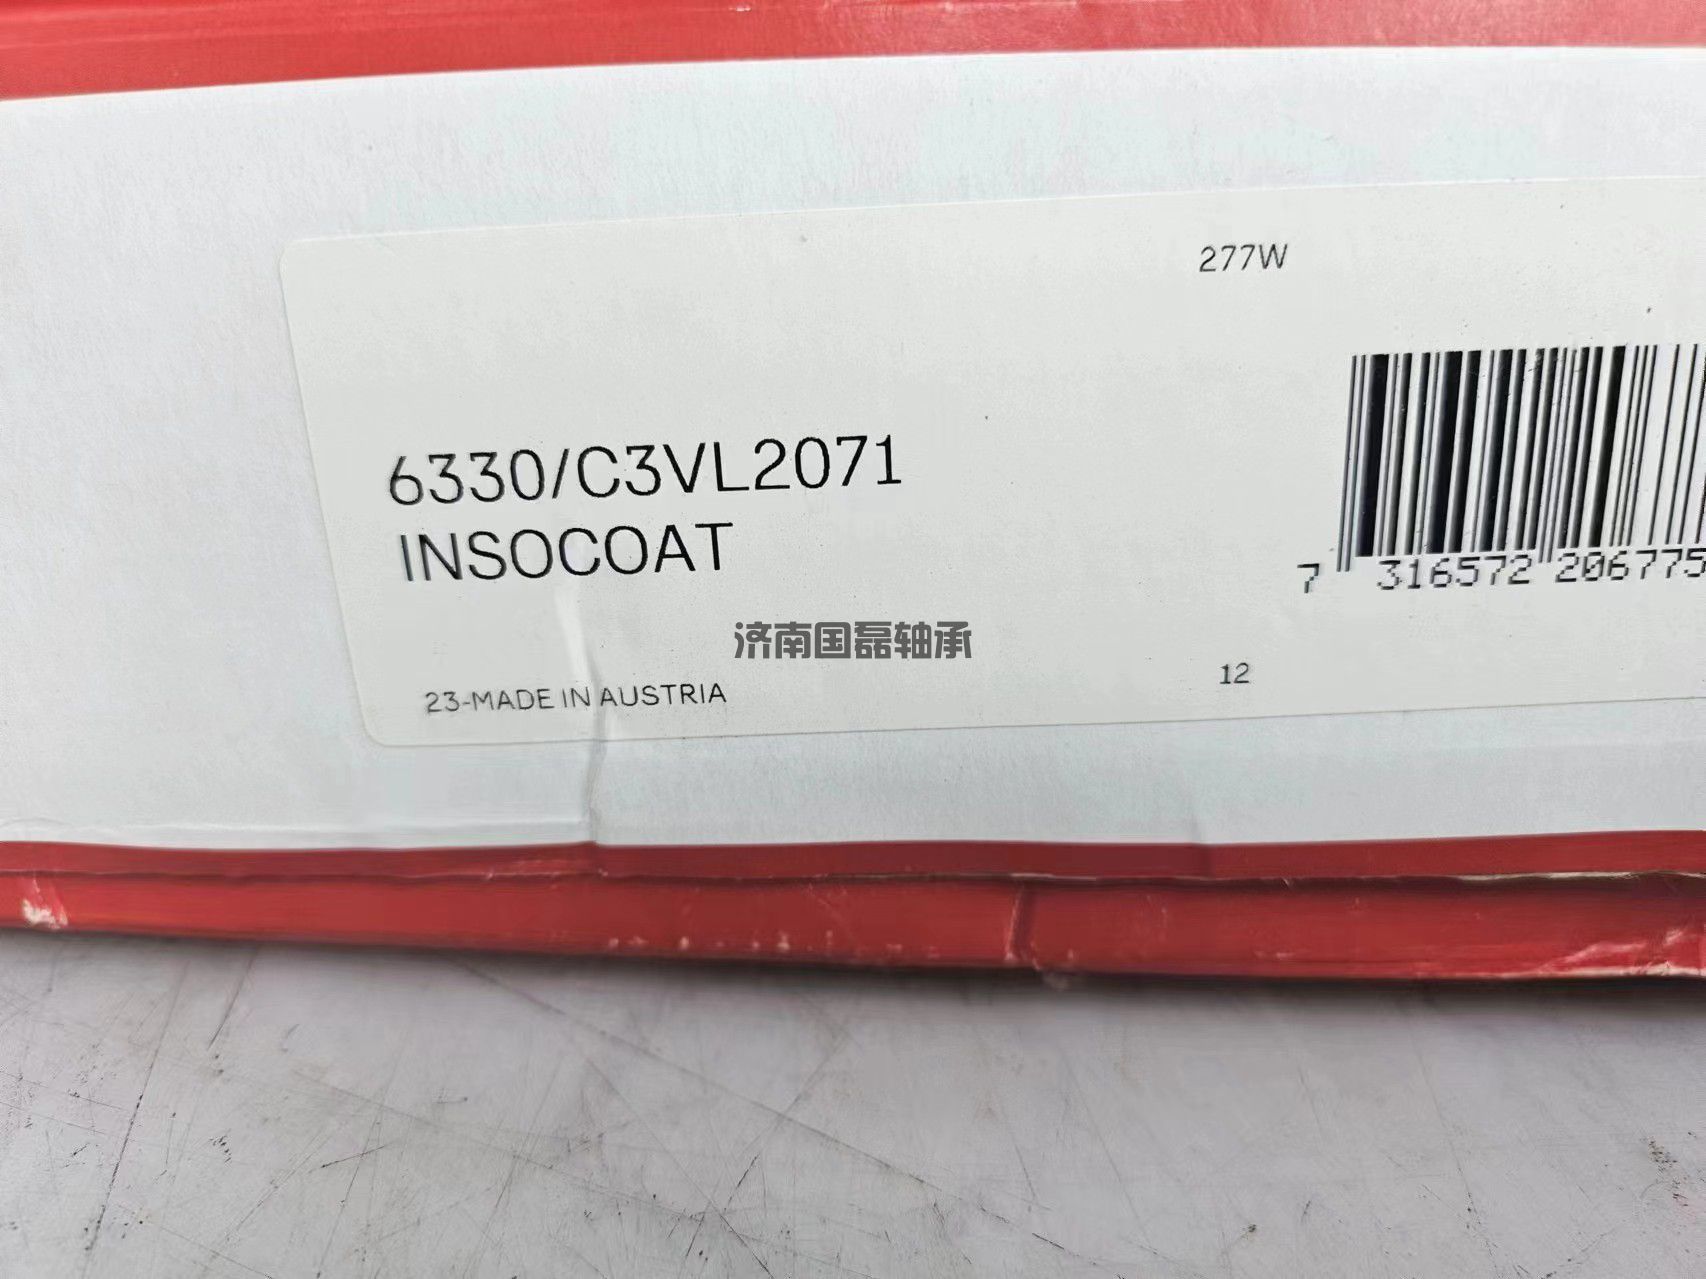 277W
6330/C3VL2071
INSOCOAT
7 316572 206775
济南国磊轴承
12
23-MADE IN AUSTRIA